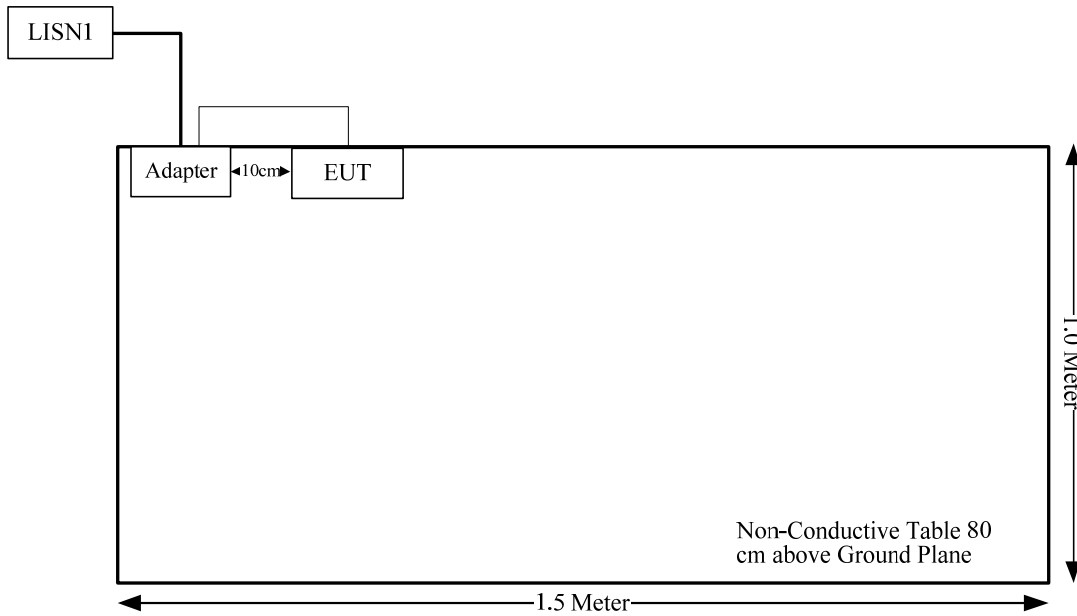 LISN1
Adapter
10cm
EUT
1.0 Meter
Non-Conductive Table 80
cm above Ground Plane
1.5 Meter